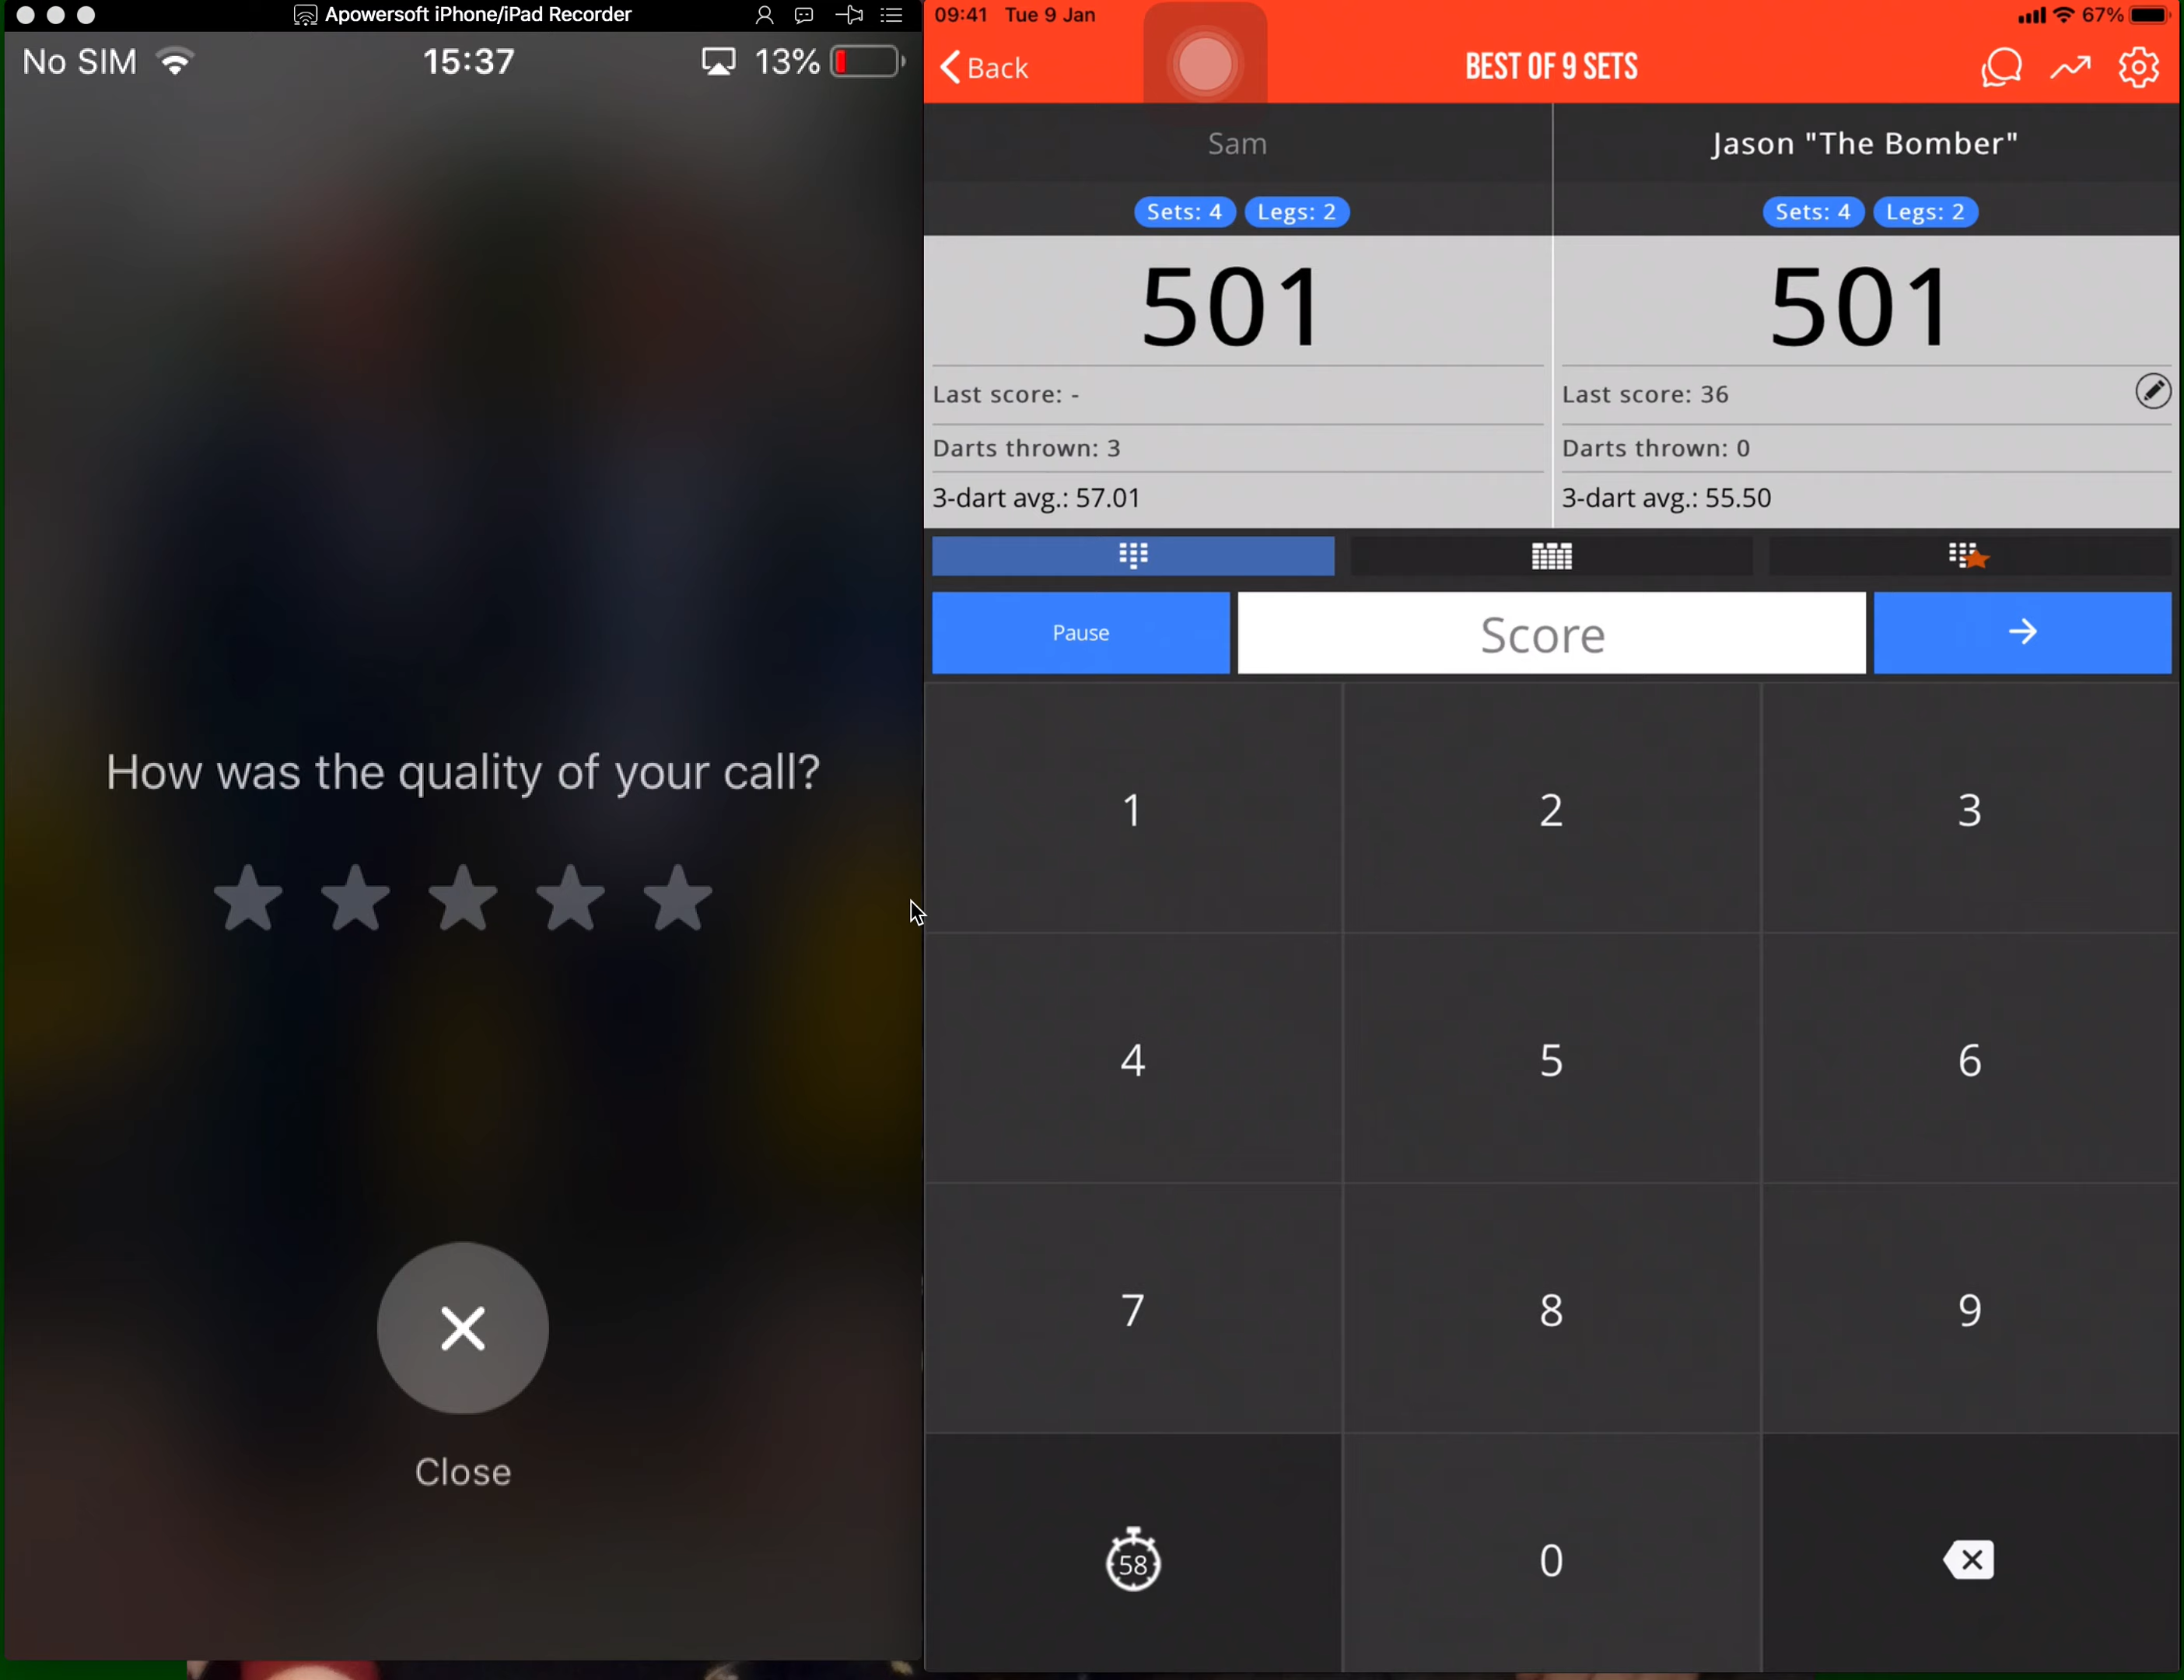 Apowersoft iPhone/iPad Recorder
No SIM 15:37 13%
How was the quality of your call?
Close
09:41 Tue 9 Jan 67%
Back BEST OF 9 SETS
Sam Jason "The Bomber"
Sets: 4 Legs: 2 Sets: 4 Legs: 2
501 501
Last score: - Last score: 36
Darts thrown: 3 Darts thrown: 0
3-dart avg.: 57.01 3-dart avg.: 55.50
Pause Score
1 2 3
4 5 6
7 8 9
58 0